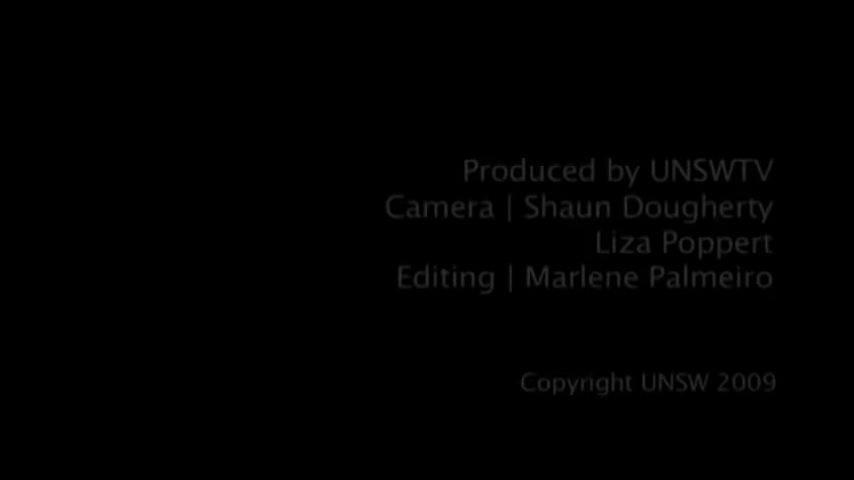 Produced by UNSWTV
Camera | Shaun Dougherty
Liza Poppert
Editing | Marlene Palmeiro
Copyright UNSW 2009